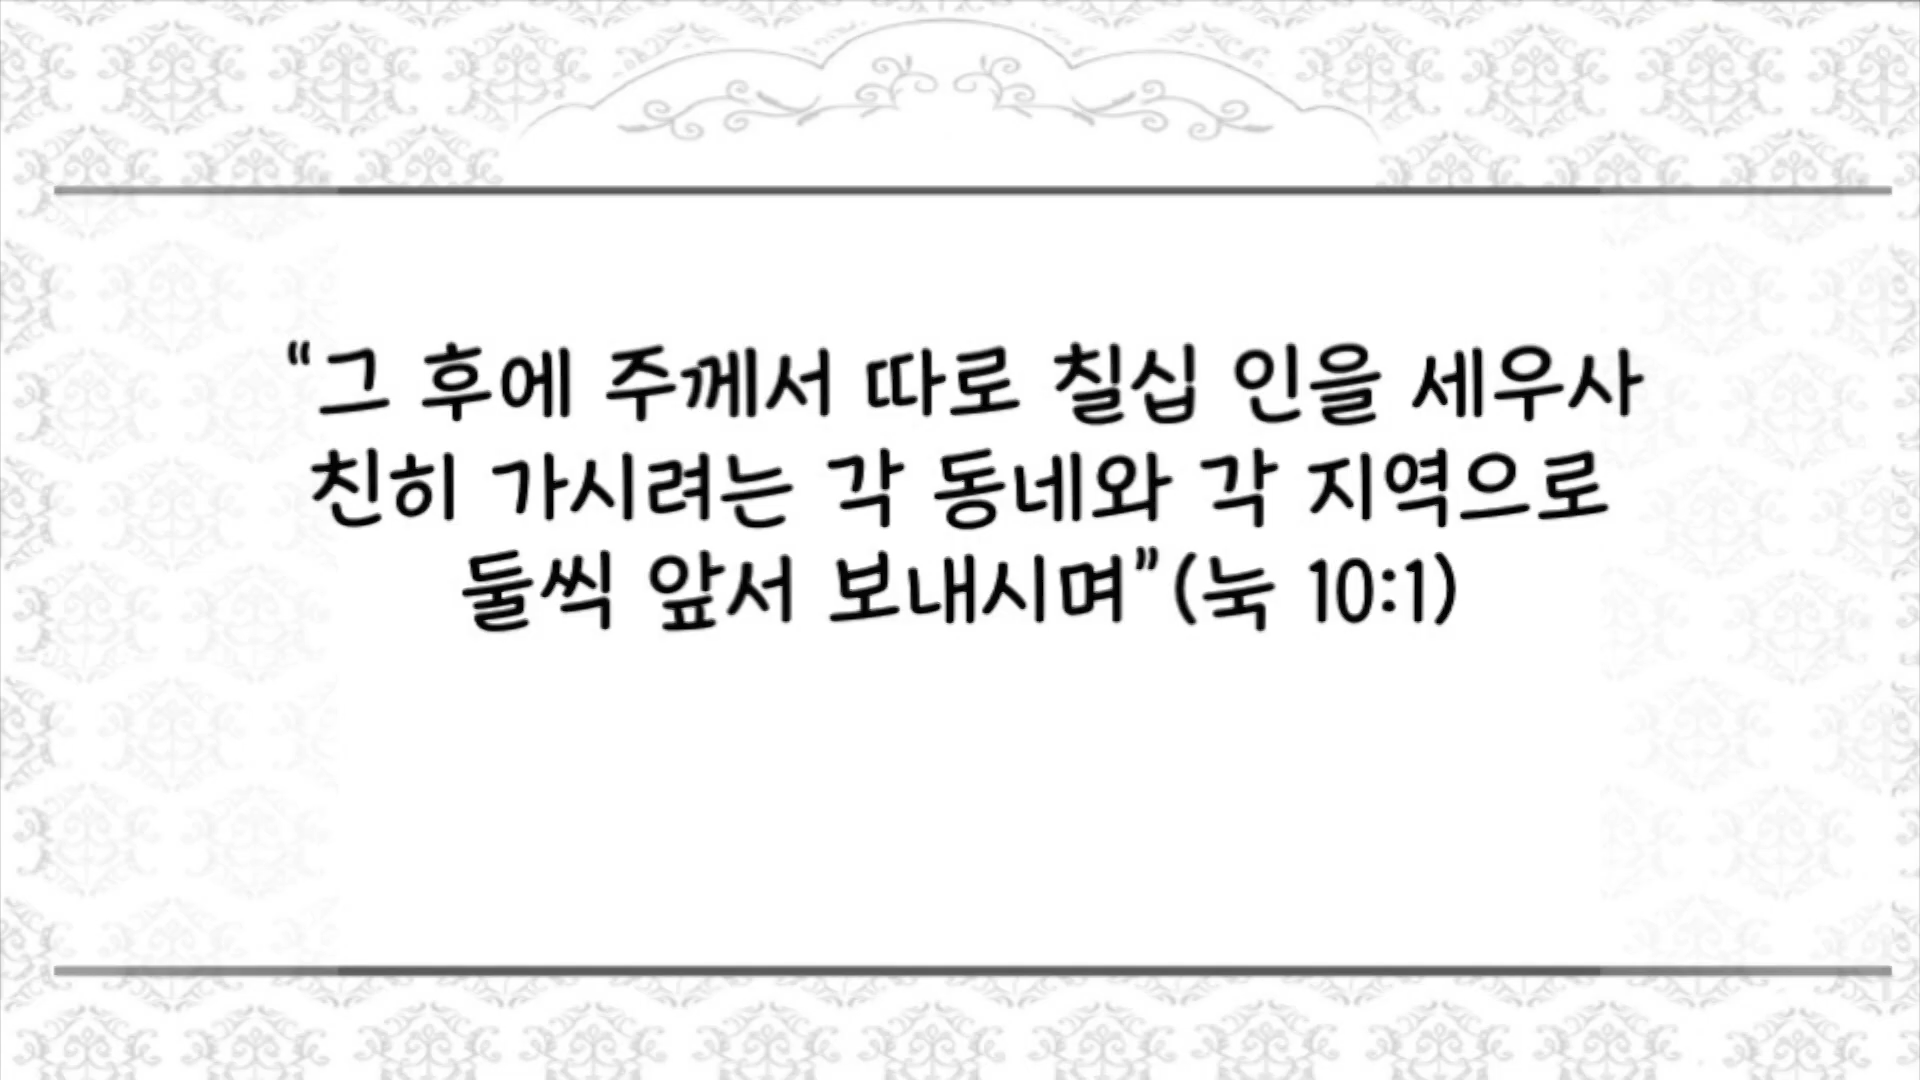 “그 후에 주께서 따로 칠십 인을 세우사
친히 가시려는 각 동네와 각 지역으로
둘씩 앞서 보내시며”(눅 10:1)